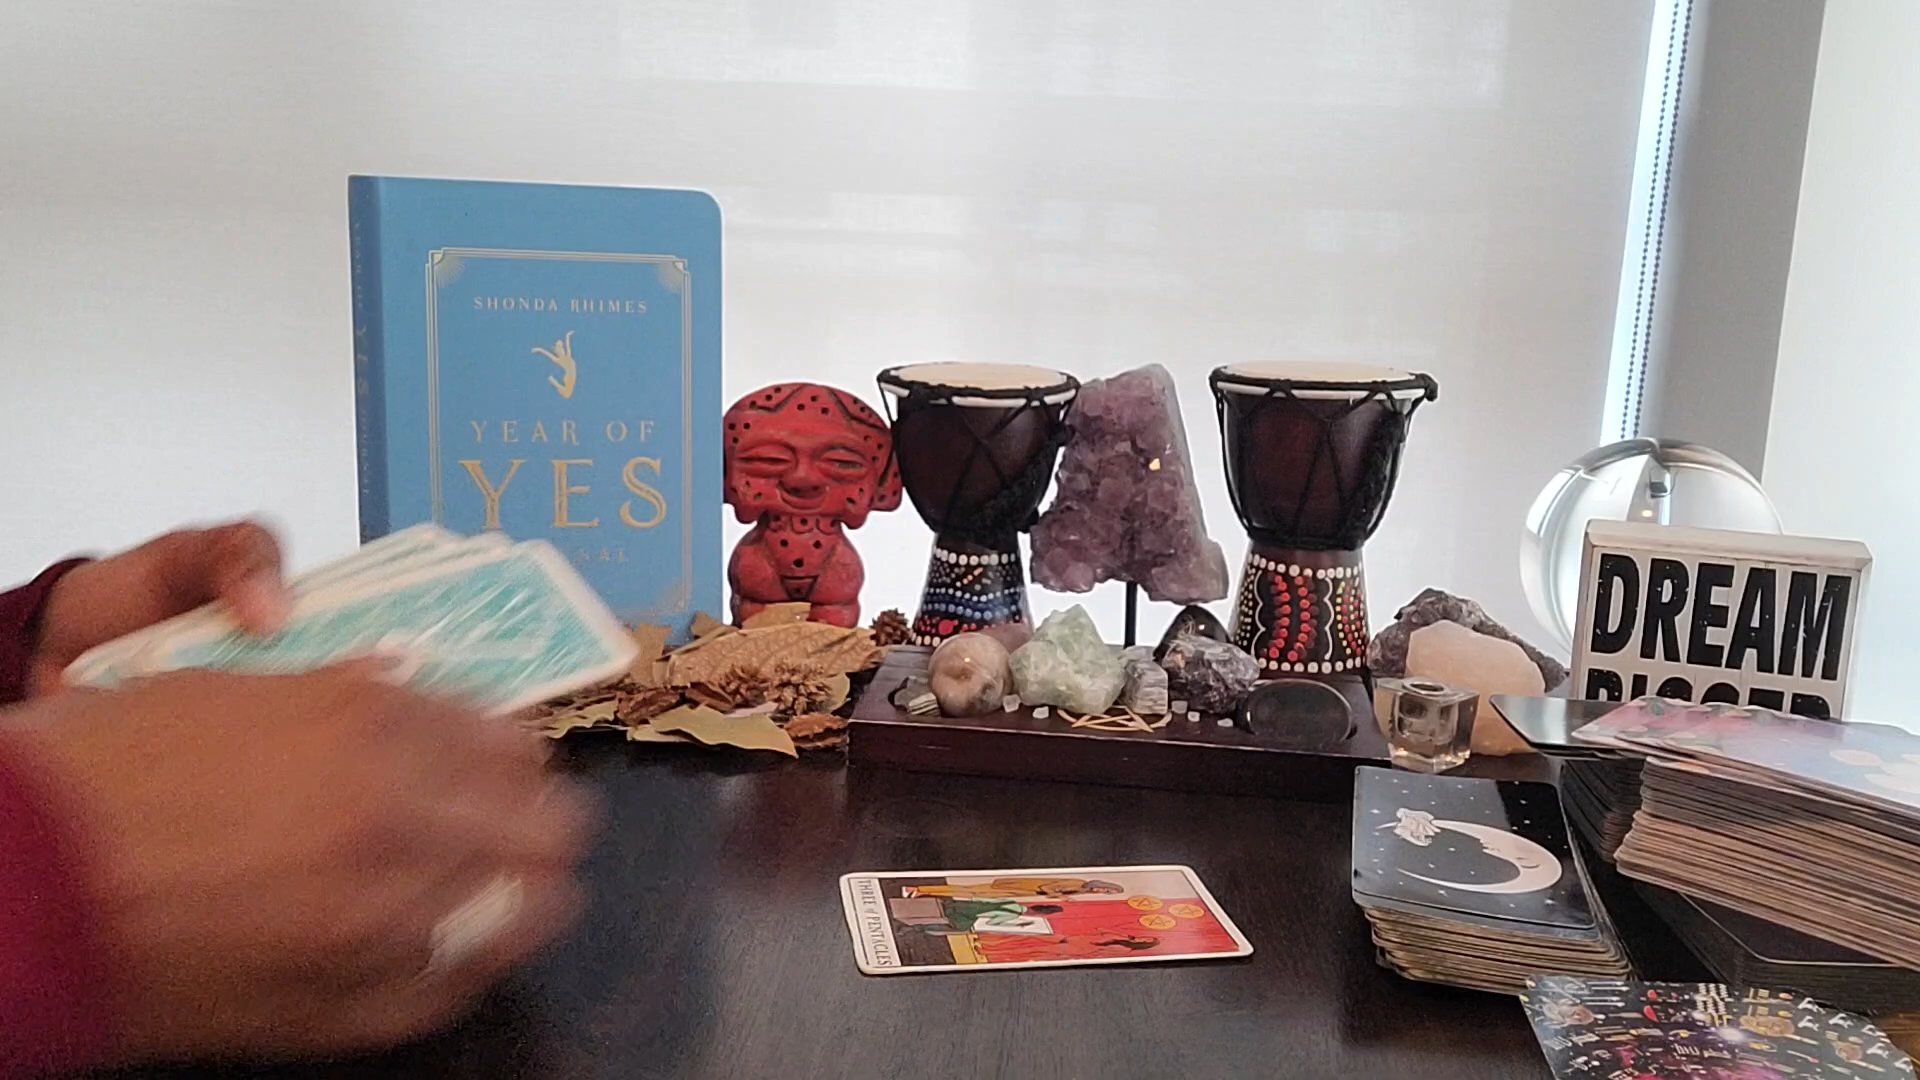 SHONDA RHIMES
YEAR OF
YES
DREAM
THREE of PENTACLES